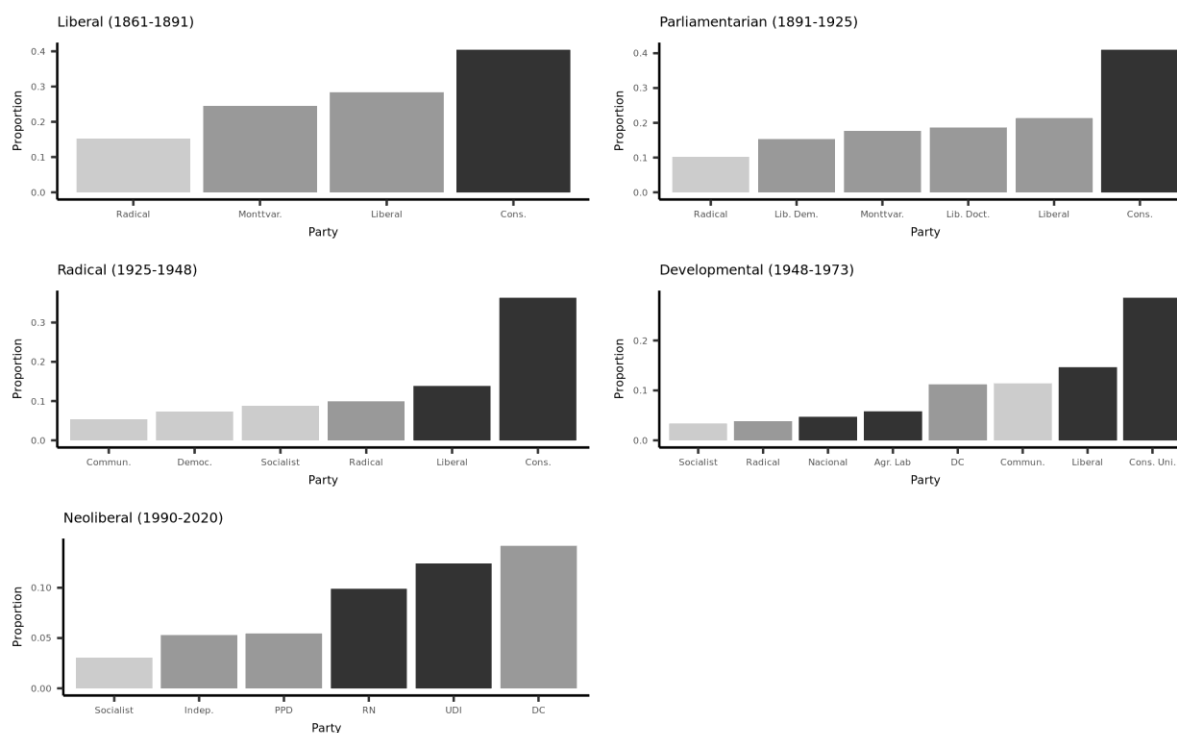 Liberal (1861-1891)
Proportion
0.4
0.3
0.2
0.1
0.0
Radical Monttvar. Liberal Cons.
Party
Parliamentarian (1891-1925)
Proportion
0.4
0.3
0.2
0.1
0.0
Radical Lib. Dem. Monttvar. Lib. Doct. Liberal Cons.
Party
Radical (1925-1948)
Proportion
0.3
0.2
0.1
0.0
Commun. Democ. Socialist Radical Liberal Cons.
Party
Developmental (1948-1973)
Proportion
0.2
0.1
0.0
Socialist Radical Nacional Agr. Lab DC Commun. Liberal Cons. Uni.
Party
Neoliberal (1990-2020)
Proportion
0.10
0.05
0.00
Socialist Indep. PPD RN UDI DC
Party